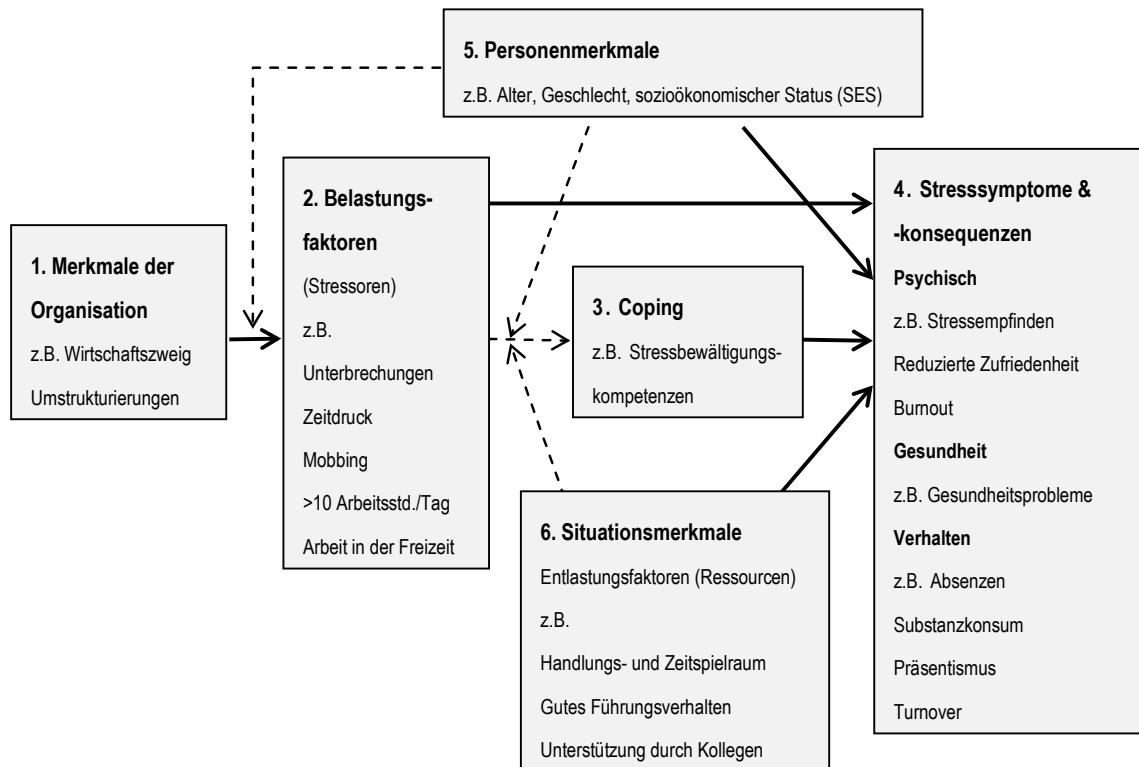 5. Personenmerkmale
z.B. Alter, Geschlecht, sozioökonomischer Status (SES)
1. Merkmale der
Organisation
z.B. Wirtschaftszweig
Umstrukturierungen
2. Belastungs-
faktoren
(Stressoren)
z.B.
Unterbrechungen
Zeitdruck
Mobbing
>10 Arbeitsstd./Tag
Arbeit in der Freizeit
3. Coping
z.B. Stressbewältigungs-
kompetenzen
4. Stresssymptome &
-konsequenzen
Psychisch
z.B. Stressempfinden
Reduzierte Zufriedenheit
Burnout
Gesundheit
z.B. Gesundheitsprobleme
Verhalten
z.B. Absenzen
Substanzkonsum
Präsentismus
Turnover
6. Situationsmerkmale
Entlastungsfaktoren (Ressourcen)
z.B.
Handlungs- und Zeitspielraum
Gutes Führungsverhalten
Unterstützung durch Kollegen